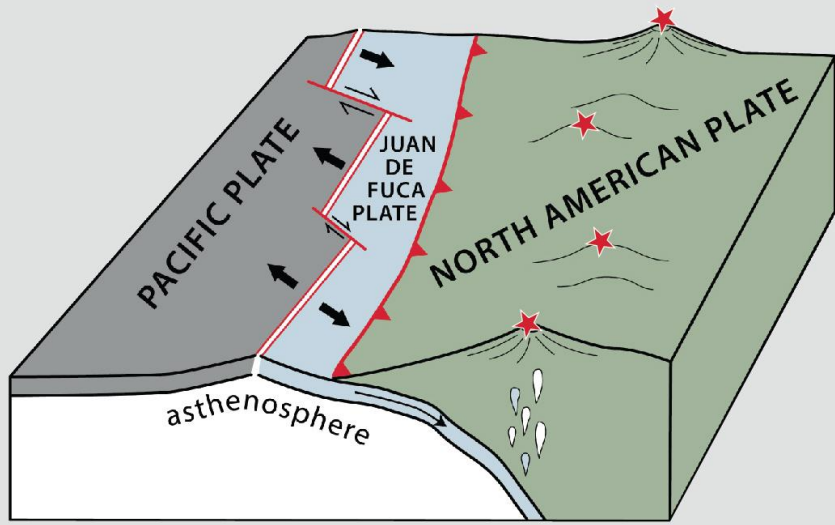 PACIFIC PLATE
JUAN
DE
FUCA
PLATE
NORTH AMERICAN PLATE
asthenosphere